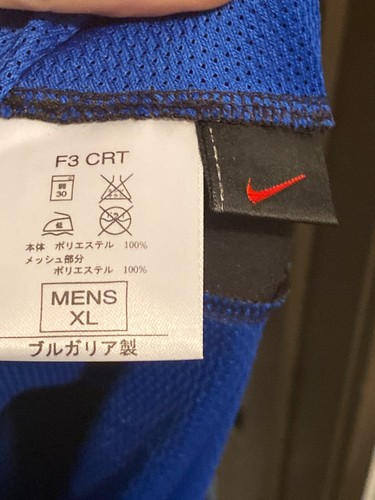 F3 CRT
30
低
本体 ポリエステル 100%
メッシュ部分
ポリエステル 100%
MENS
XL
ブルガリア製